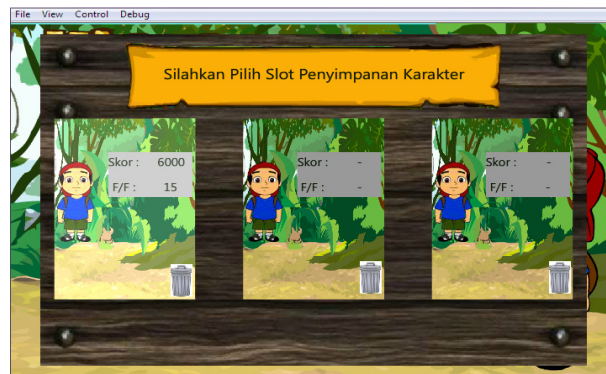 File View Control Debug
Silahkan Pilih Slot Penyimpanan Karakter
Skor : 6000
F/F : 15
Skor : -
F/F : -
Skor : -
F/F : -